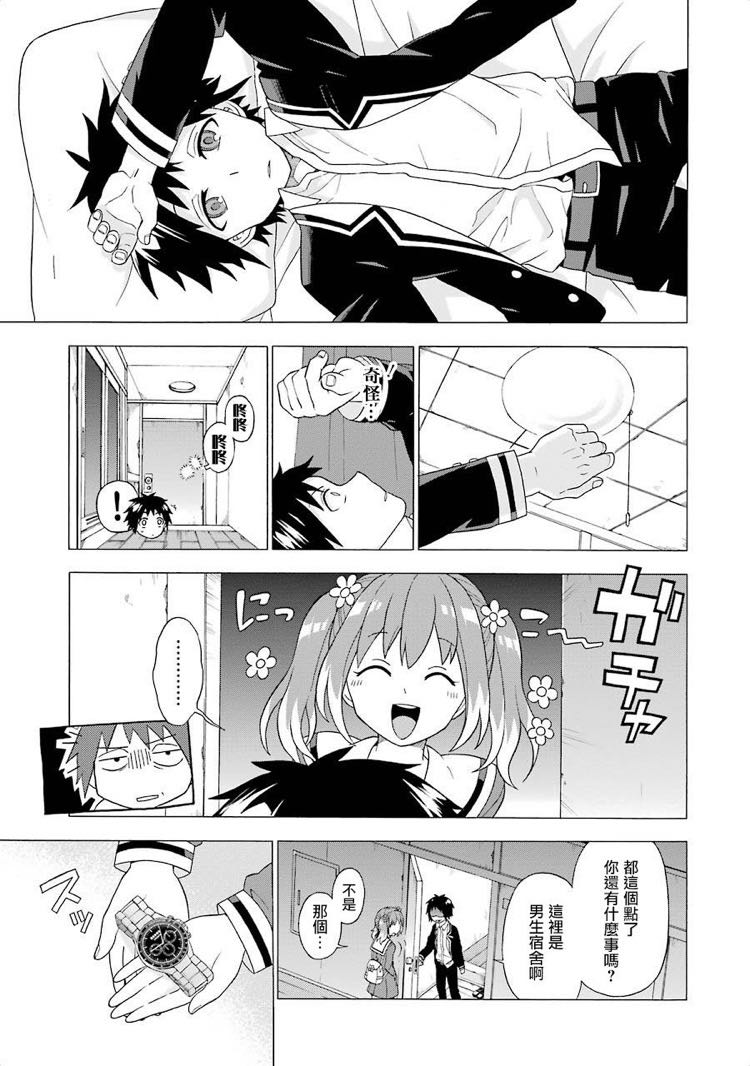 奇怪…
咚咚
咚咚
！
ガチャ
にっ
………
都這個點了
你還有什麼事嗎？
這裡是
男生宿舍啊
不是
那個…
スッ